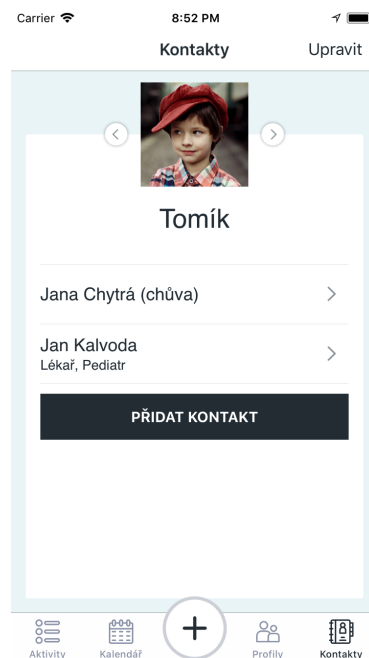 Carrier 8:52 PM
Kontakty Upravit
Tomík
Jana Chytrá (chůva)
Jan Kalvoda
Lékař, Pediatr
PŘIDAT KONTAKT
Aktivity Kalendář Profily Kontakty